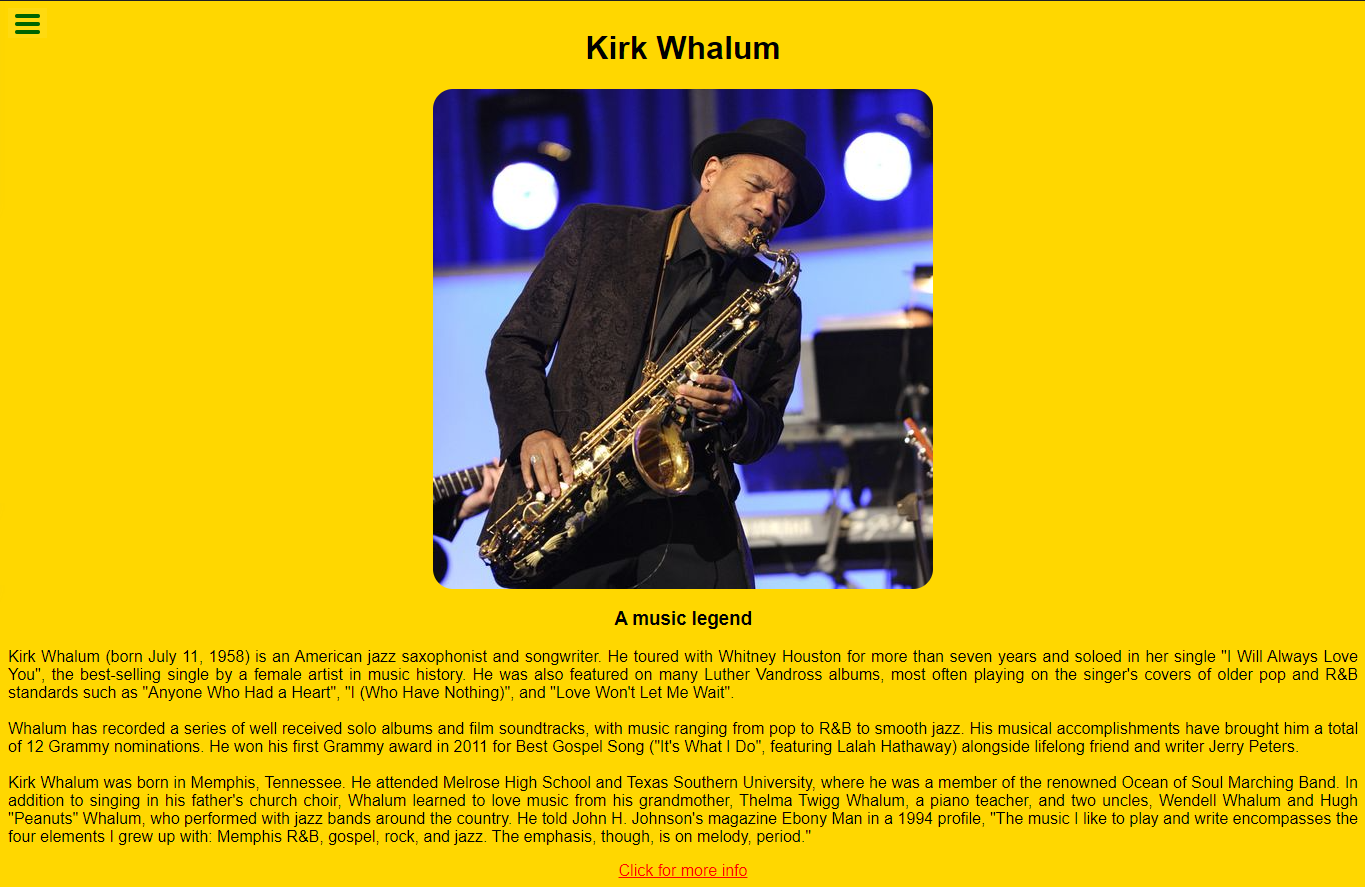 Kirk Whalum
A music legend
Kirk Whalum (born July 11, 1958) is an American jazz saxophonist and songwriter. He toured with Whitney Houston for more than seven years and soloed in her single "I Will Always Love
You", the best-selling single by a female artist in music history. He was also featured on many Luther Vandross albums, most often playing on the singer's covers of older pop and R&B
standards such as "Anyone Who Had a Heart", "I (Who Have Nothing)", and "Love Won't Let Me Wait".
Whalum has recorded a series of well received solo albums and film soundtracks, with music ranging from pop to R&B to smooth jazz. His musical accomplishments have brought him a total
of 12 Grammy nominations. He won his first Grammy award in 2011 for Best Gospel Song ("It's What I Do", featuring Lalah Hathaway) alongside lifelong friend and writer Jerry Peters.
Kirk Whalum was born in Memphis, Tennessee. He attended Melrose High School and Texas Southern University, where he was a member of the renowned Ocean of Soul Marching Band. In
addition to singing in his father's church choir, Whalum learned to love music from his grandmother, Thelma Twigg Whalum, a piano teacher, and two uncles, Wendell Whalum and Hugh
"Peanuts" Whalum, who performed with jazz bands around the country. He told John H. Johnson's magazine Ebony Man in a 1994 profile, "The music I like to play and write encompasses the
four elements I grew up with: Memphis R&B, gospel, rock, and jazz. The emphasis, though, is on melody, period."
Click for more info